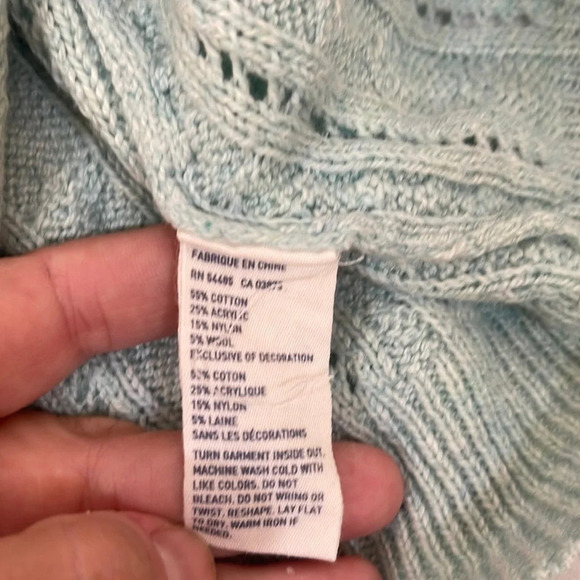 FABRIQUE EN CHINE
RN 54485 CA
55% COTTON
25% ACRYLIC
15% NYLON
5% WOOL
EXCLUSIVE OF DECORATION
COTON
25% ACRYLIQUE
15% NYLON
5% LAINE
SANS LES DÉCORATIONS
TURN GARMENT INSIDE OUT.
MACHINE WASH COLD WITH
LIKE COLORS. DO NOT
BLEACH. DO NOT WRING OR
TWIST. RESHAPE. LAY FLAT
TO DRY. WARM IRON IF
NEEDED.